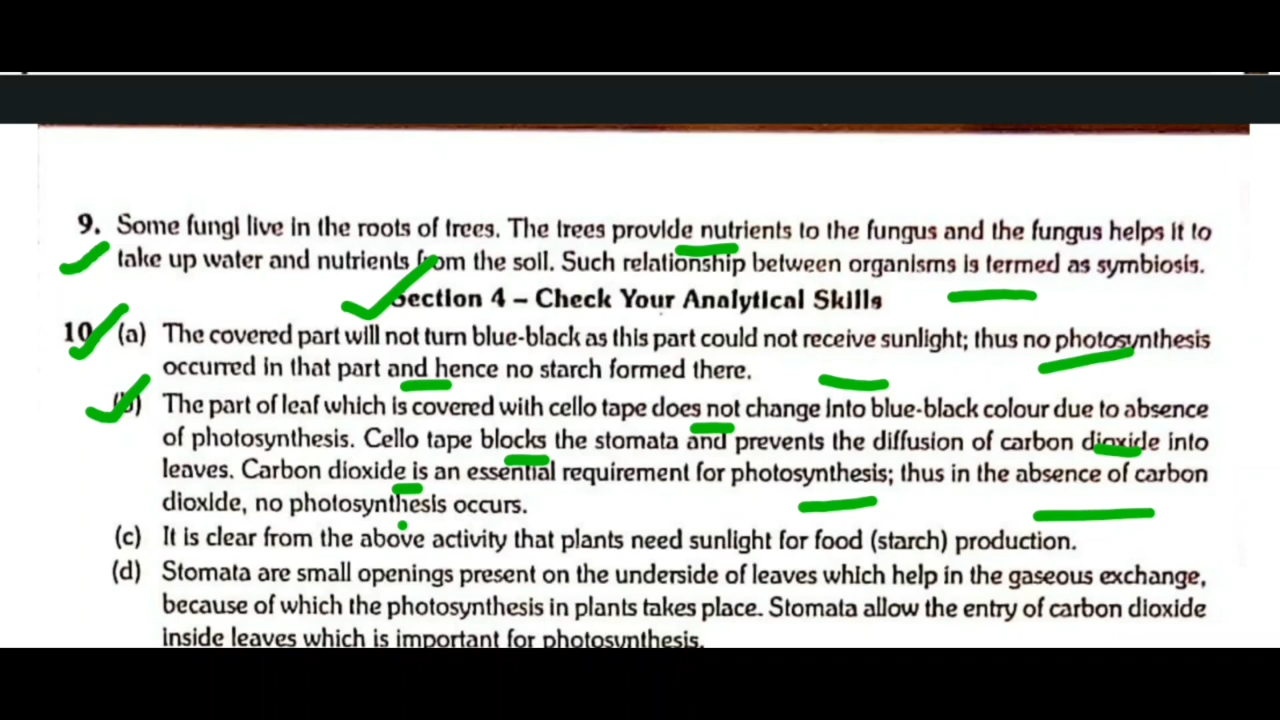 9. Some fungi live in the roots of trees. The trees provide nutrients to the fungus and the fungus helps it to
take up water and nutrients from the soil. Such relationship between organisms is termed as symbiosis.
Section 4 – Check Your Analytical Skills
10. (a) The covered part will not turn blue-black as this part could not receive sunlight; thus no photosynthesis
occurred in that part and hence no starch formed there.
(b) The part of leaf which is covered with cello tape does not change into blue-black colour due to absence
of photosynthesis. Cello tape blocks the stomata and prevents the diffusion of carbon dioxide into
leaves. Carbon dioxide is an essential requirement for photosynthesis; thus in the absence of carbon
dioxide, no photosynthesis occurs.
(c) It is clear from the above activity that plants need sunlight for food (starch) production.
(d) Stomata are small openings present on the underside of leaves which help in the gaseous exchange,
because of which the photosynthesis in plants takes place. Stomata allow the entry of carbon dioxide
inside leaves which is important for photosynthesis.